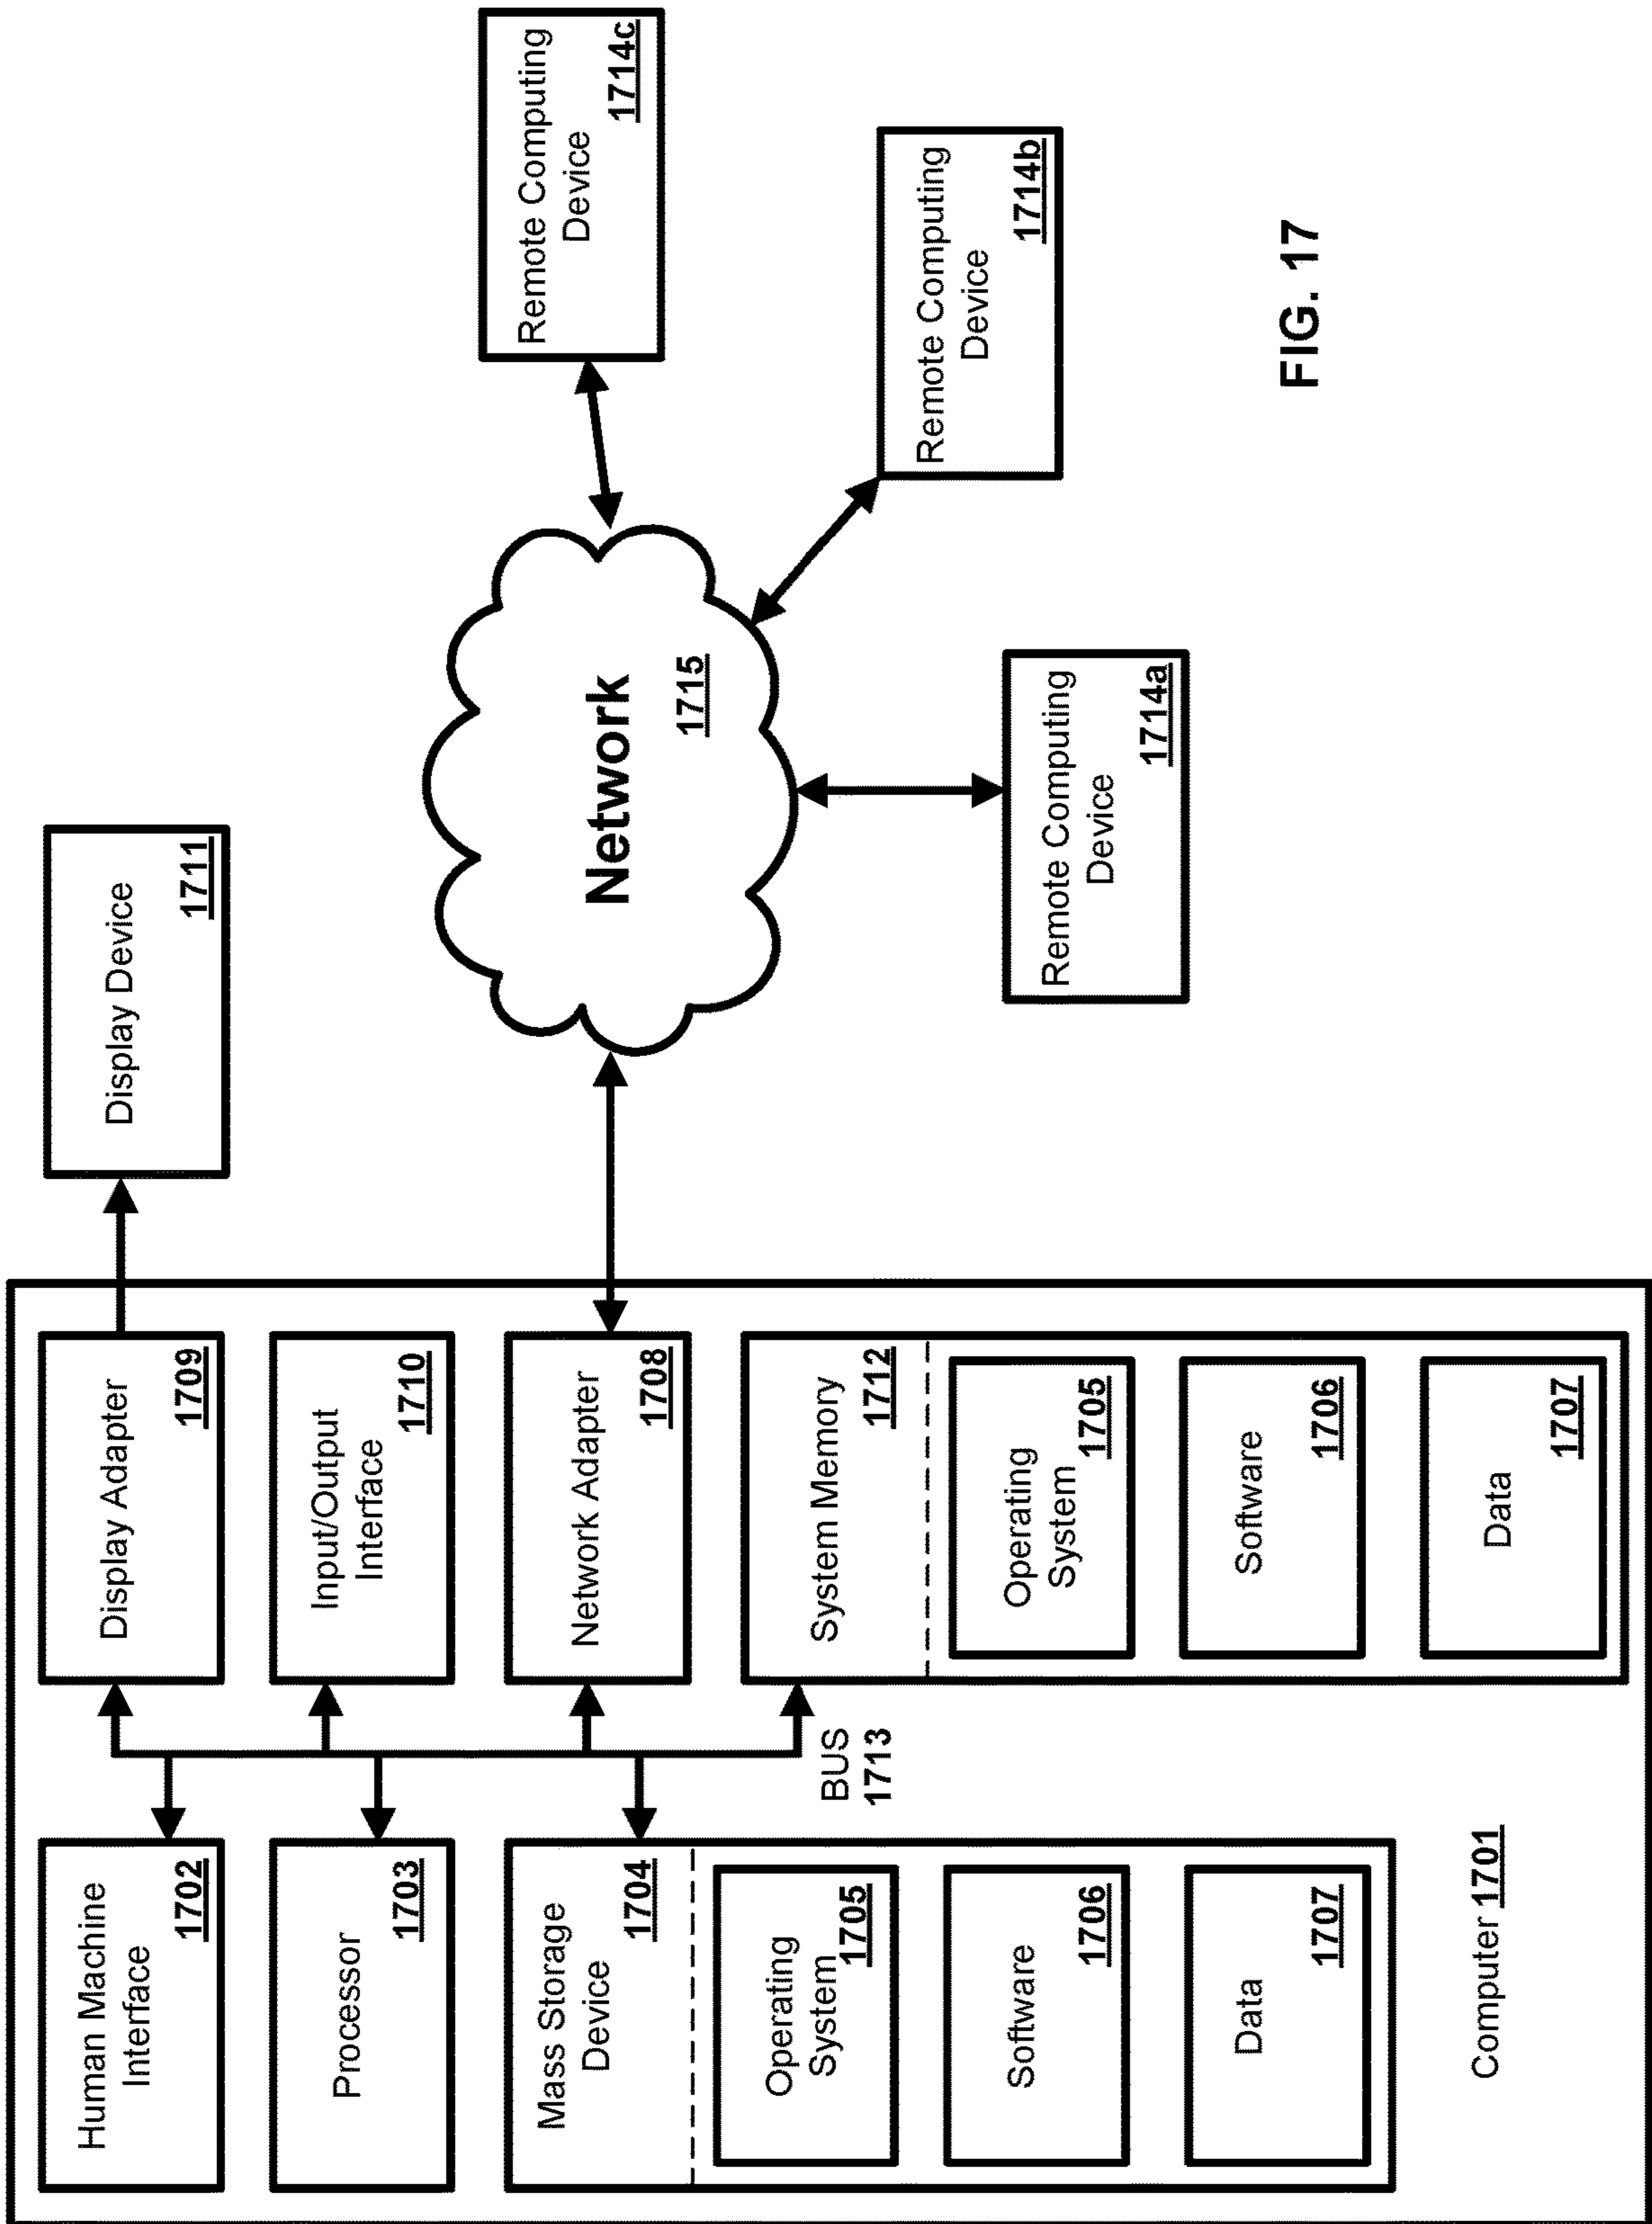 Human Machine
Interface
1702
Processor
1703
Mass Storage
Device
1704
Operating
System
1705
Software
1706
Data
1707
Computer 1701
BUS
1713
Display Adapter
1709
Input/Output
Interface
1710
Network Adapter
1708
System Memory
1712
Operating
System
1705
Software
1706
Data
1707
Display Device
1711
Network
1715
Remote Computing
Device
1714a
Remote Computing
Device
1714b
Remote Computing
Device
1714c
FIG. 17